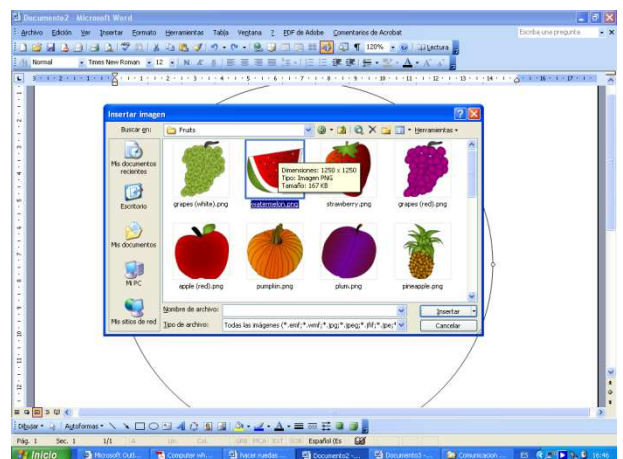 Documento2 - Microsoft Word
Archivo Edición Ver Insertar Formato Herramientas Tabla Ventana ? PDF de Adobe Comentarios de Acrobat Escriba una pregunta
120% Lectura
Normal Times New Roman 12 N K S
Insertar imagen
Buscar en: Fruits Herramientas
Mis documentos recientes
Escritorio
Mis documentos
Mi PC
Mis sitios de red
Dimensiones: 1250 x 1250
Tipo: Imagen PNG
Tamaño: 167 KB
grapes (white).png watermelon.png strawberry.png grapes (red).png
apple (red).png pumpkin.png plum.png pineapple.png
Nombre de archivo: Insertar
Tipo de archivo: Todas las imágenes (*.emf;*.wmf;*.jpg;*.jpeg;*.jfif;*.jpe;* Cancelar
Dibujar Autoformas
Pág. 1 Sec. 1 1/1 A Lín. Col. GRB MCA EXT SOB Español (Es
Inicio Microsoft Outl... Computer wh... hacer ruedas ... Documento2 -... Documento3 -... Comunicacion ... ES 16:46